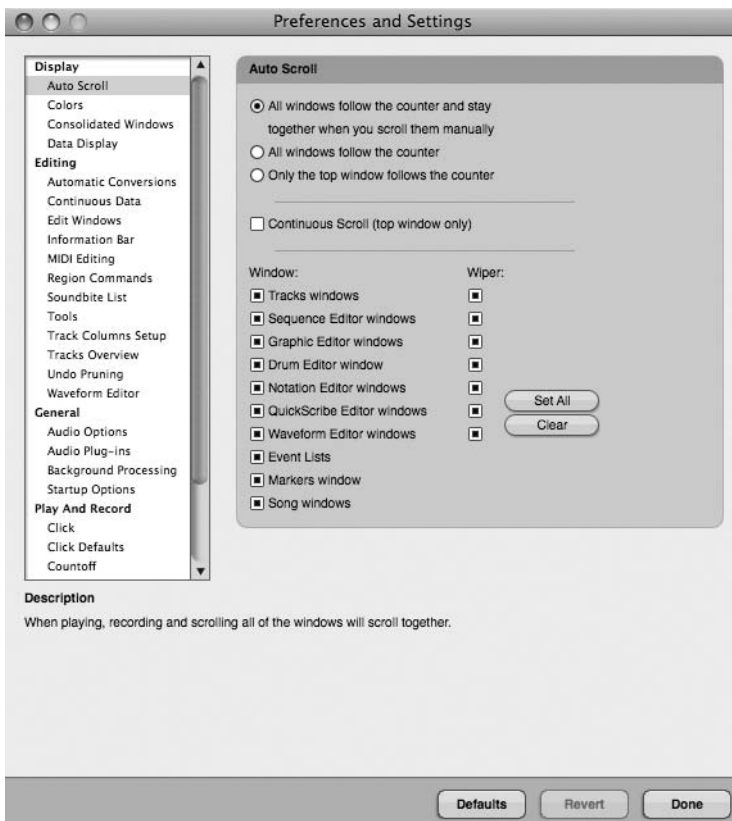 Preferences and Settings
Display
Auto Scroll
Colors
Consolidated Windows
Data Display
Editing
Automatic Conversions
Continuous Data
Edit Windows
Information Bar
MIDI Editing
Region Commands
Soundbite List
Tools
Track Columns Setup
Tracks Overview
Undo Pruning
Waveform Editor
General
Audio Options
Audio Plug-ins
Background Processing
Startup Options
Play And Record
Click
Click Defaults
Countoff
Auto Scroll
All windows follow the counter and stay
together when you scroll them manually
All windows follow the counter
Only the top window follows the counter
Continuous Scroll (top window only)
Window: Wiper:
Tracks windows
Sequence Editor windows
Graphic Editor windows
Drum Editor window
Notation Editor windows
QuickScribe Editor windows
Waveform Editor windows
Event Lists
Markers window
Song windows
Set All
Clear
Description
When playing, recording and scrolling all of the windows will scroll together.
Defaults Revert Done